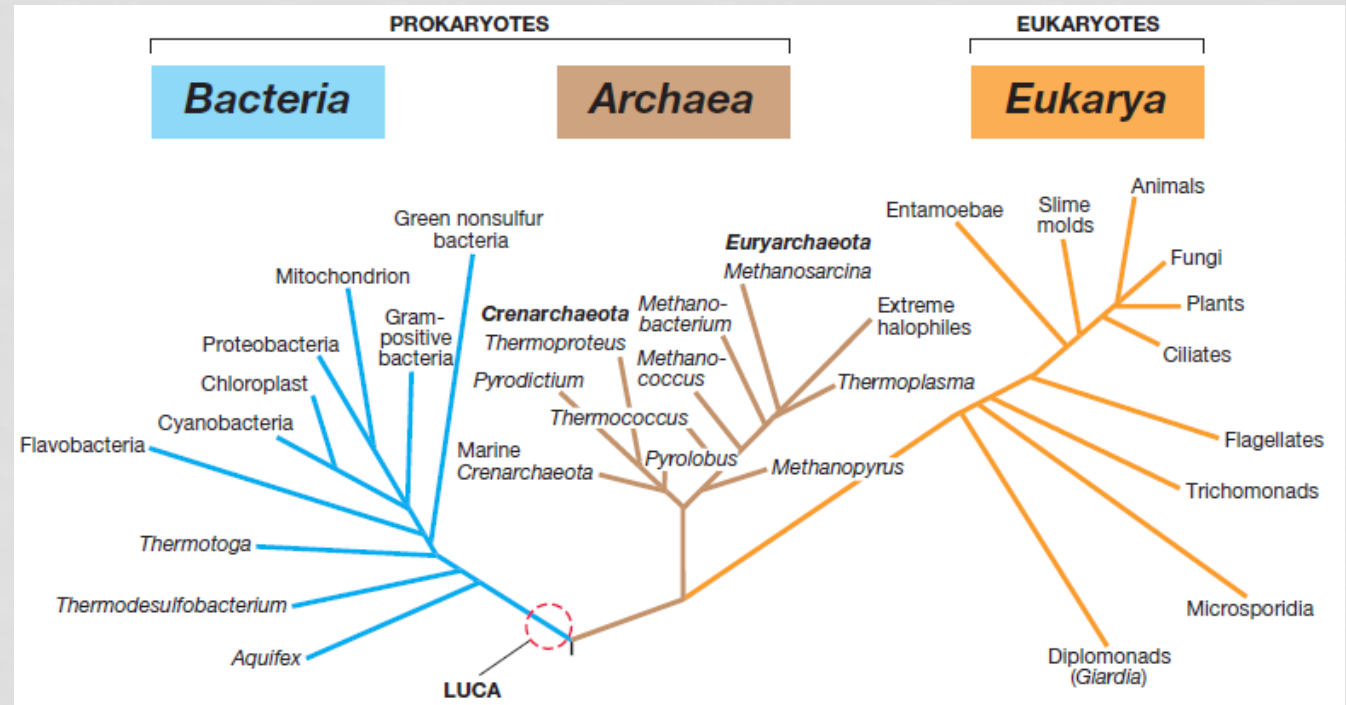 PROKARYOTES
EUKARYOTES
Bacteria
Archaea
Eukarya
Green nonsulfur
bacteria
Mitochondrion
Gram-
positive
bacteria
Proteobacteria
Chloroplast
Cyanobacteria
Flavobacteria
Thermotoga
Thermodesulfobacterium
Aquifex
LUCA
Crenarchaeota
Thermoproteus
Pyrodictium
Thermococcus
Marine
Crenarchaeota
Pyrolobus
Methano-
bacterium
Methano-
coccus
Euryarchaeota
Methanosarcina
Extreme
halophiles
Thermoplasma
Methanopyrus
Entamoebae
Slime
molds
Animals
Fungi
Plants
Ciliates
Flagellates
Trichomonads
Microsporidia
Diplomonads
(Giardia)